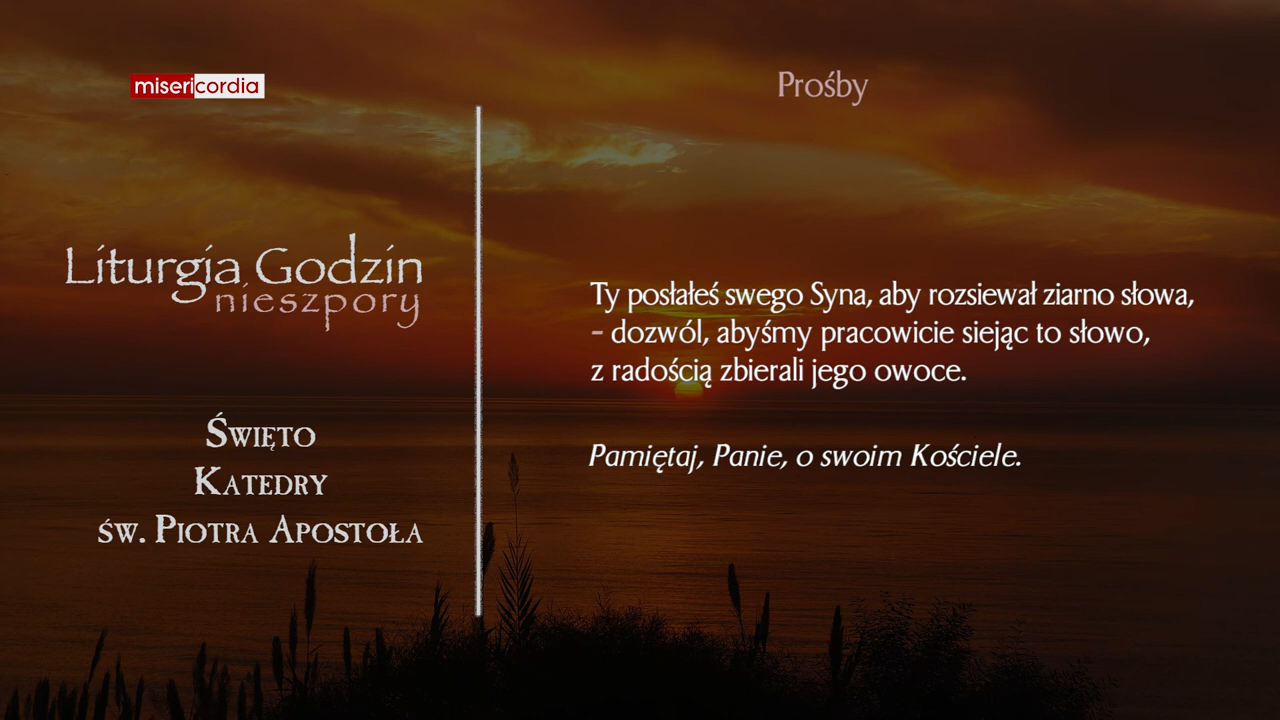 misericordia
Prośby
Liturgia Godzin
nieszpory
Święto
Katedry
św. Piotra Apostoła
Ty posłałeś swego Syna, aby rozsiewał ziarno słowa,
- dozwól, abyśmy pracowicie siejąc to słowo,
z radością zbierali jego owoce.
Pamiętaj, Panie, o swoim Kościele.